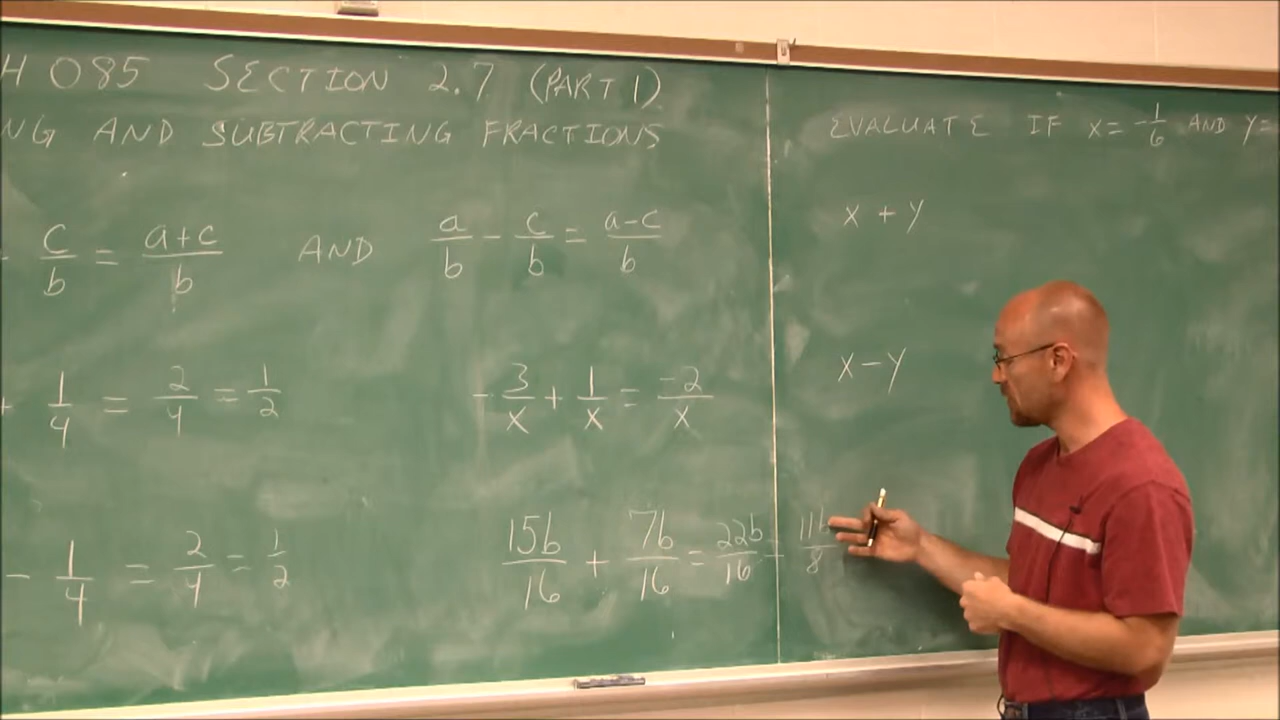 H 085 SECTION 2.7 (PART 1)
NG AND SUBTRACTING FRACTIONS
- c/b = a+c/b AND a/b - c/b = a-c/b
+ 1/4 = 2/4 = 1/2
- 3/x + 1/x = -2/x
- 1/4 = 2/4 = 1/2
15b/16 + 7b/16 = 22b/16 = 11b/8
EVALUATE IF x = -1/6 AND y =
x + y
x - y